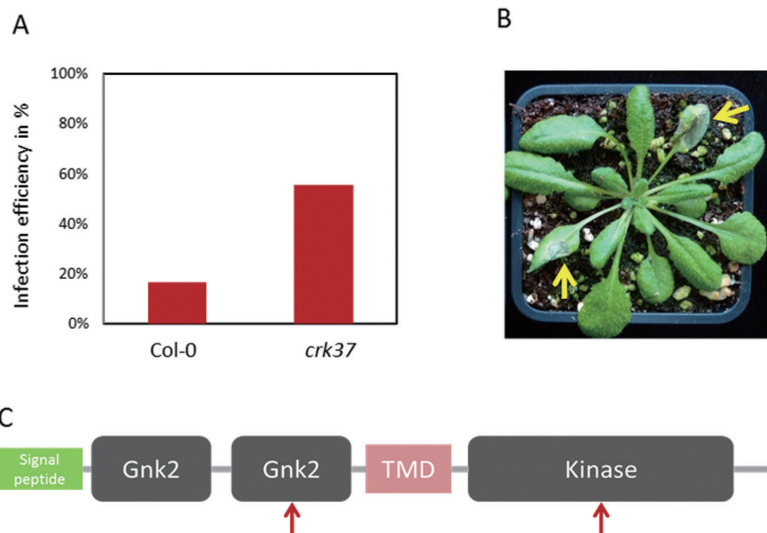 A
B
Infection efficiency in %
100%
80%
60%
40%
20%
0%
Col-0
crk37
C
Signal
peptide
Gnk2
Gnk2
TMD
Kinase